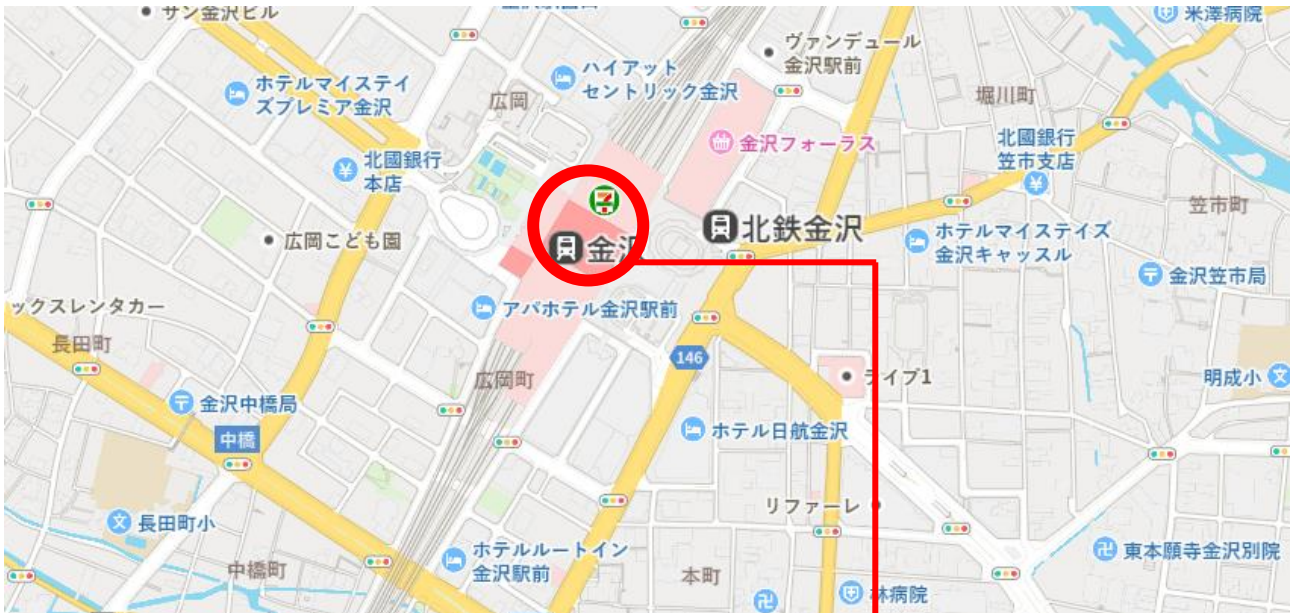 サン金沢ビル
米澤病院
ヴァンデュール
金沢駅前
ハイアット
セントリック金沢
ホテルマイステイ
ズプレミア金沢
広岡
堀川町
金沢フォーラス
北國銀行
笠市支店
北國銀行
本店
7
笠市町
北鉄金沢
広岡こども園
ホテルマイステイズ
金沢キャッスル
金沢
金沢笠市局
ックスレンタカー
アパホテル金沢駅前
長田町
146
広岡町
明成小
文
金沢中橋局
中橋
ホテル日航金沢
リファーレ
文
長田町小
ホテルルートイン
金沢駅前
東本願寺金沢別院
中橋町
本町
林病院